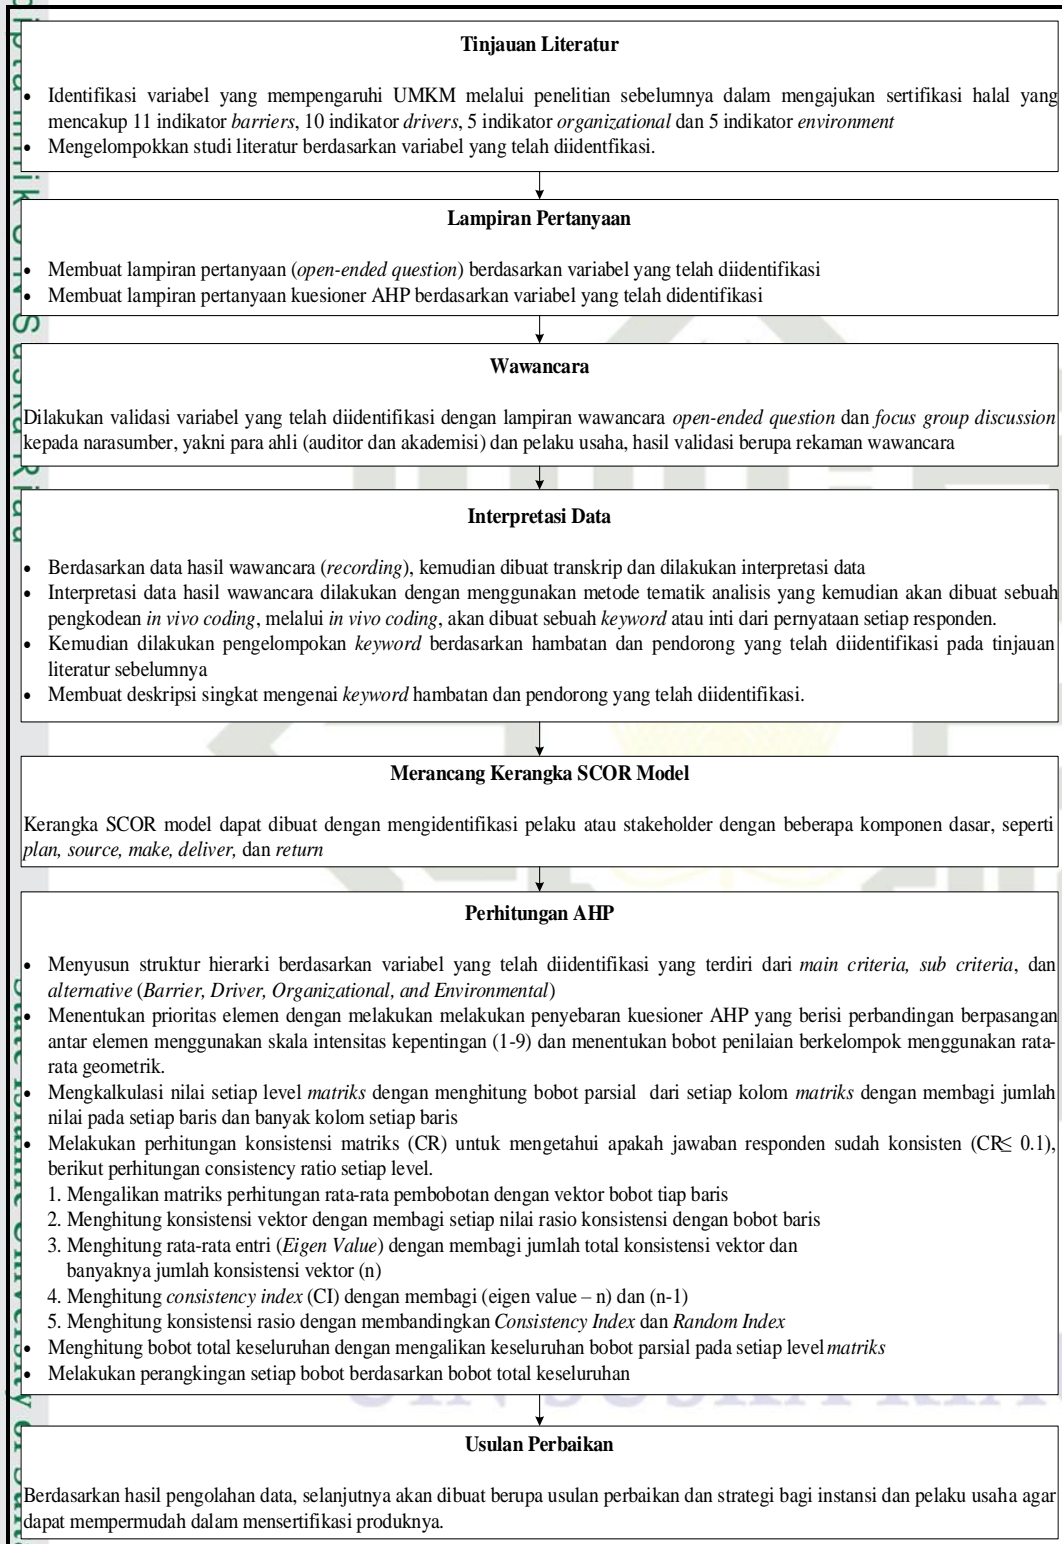 Tinjauan Literatur
• Identifikasi variabel yang mempengaruhi UMKM melalui penelitian sebelumnya dalam mengajukan sertifikasi halal yang
mencakup 11 indikator barriers, 10 indikator drivers, 5 indikator organizational dan 5 indikator environment
• Mengelompokkan studi literatur berdasarkan variabel yang telah diidentfikasi.
Lampiran Pertanyaan
• Membuat lampiran pertanyaan (open-ended question) berdasarkan variabel yang telah diidentifikasi
• Membuat lampiran pertanyaan kuesioner AHP berdasarkan variabel yang telah didentifikasi
Wawancara
Dilakukan validasi variabel yang telah diidentifikasi dengan lampiran wawancara open-ended question dan focus group discussion
kepada narasumber, yakni para ahli (auditor dan akademisi) dan pelaku usaha, hasil validasi berupa rekaman wawancara
Interpretasi Data
• Berdasarkan data hasil wawancara (recording), kemudian dibuat transkrip dan dilakukan interpretasi data
• Interpretasi data hasil wawancara dilakukan dengan menggunakan metode tematik analisis yang kemudian akan dibuat sebuah
pengkodean in vivo coding, melalui in vivo coding, akan dibuat sebuah keyword atau inti dari pernyataan setiap responden.
• Kemudian dilakukan pengelompokan keyword berdasarkan hambatan dan pendorong yang telah diidentifikasi pada tinjauan
literatur sebelumnya
• Membuat deskripsi singkat mengenai keyword hambatan dan pendorong yang telah diidentifikasi.
Merancang Kerangka SCOR Model
Kerangka SCOR model dapat dibuat dengan mengidentifikasi pelaku atau stakeholder dengan beberapa komponen dasar, seperti
plan, source, make, deliver, dan return
Perhitungan AHP
• Menyusun struktur hierarki berdasarkan variabel yang telah diidentifikasi yang terdiri dari main criteria, sub criteria, dan
alternative (Barrier, Driver, Organizational, and Environmental)
• Menentukan prioritas elemen dengan melakukan melakukan penyebaran kuesioner AHP yang berisi perbandingan berpasangan
antar elemen menggunakan skala intensitas kepentingan (1-9) dan menentukan bobot penilaian berkelompok menggunakan rata-
rata geometrik.
• Mengkalkulasi nilai setiap level matriks dengan menghitung bobot parsial dari setiap kolom matriks dengan membagi jumlah
nilai pada setiap baris dan banyak kolom setiap baris
• Melakukan perhitungan konsistensi matriks (CR) untuk mengetahui apakah jawaban responden sudah konsisten (CR≤ 0.1),
berikut perhitungan consistency ratio setiap level.
1. Mengalikan matriks perhitungan rata-rata pembobotan dengan vektor bobot tiap baris
2. Menghitung konsistensi vektor dengan membagi setiap nilai rasio konsistensi dengan bobot baris
3. Menghitung rata-rata entri (Eigen Value) dengan membagi jumlah total konsistensi vektor dan
banyaknya jumlah konsistensi vektor (n)
4. Menghitung consistency index (CI) dengan membagi (eigen value – n) dan (n-1)
5. Menghitung konsistensi rasio dengan membandingkan Consistency Index dan Random Index
• Menghitung bobot total keseluruhan dengan mengalikan keseluruhan bobot parsial pada setiap level matriks
• Melakukan perangkingan setiap bobot berdasarkan bobot total keseluruhan
Usulan Perbaikan
Berdasarkan hasil pengolahan data, selanjutnya akan dibuat berupa usulan perbaikan dan strategi bagi instansi dan pelaku usaha agar
dapat mempermudah dalam mensertifikasi produknya.